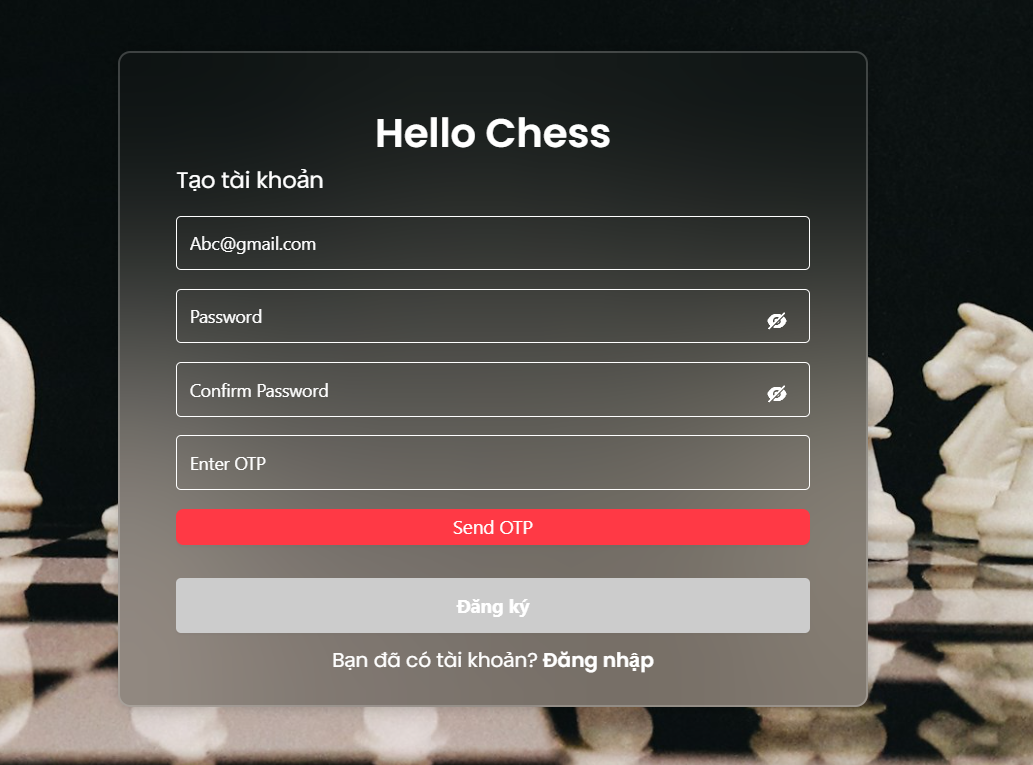 Hello Chess
Tạo tài khoản
Abc@gmail.com
Password
Confirm Password
Enter OTP
Send OTP
Đăng ký
Bạn đã có tài khoản? Đăng nhập